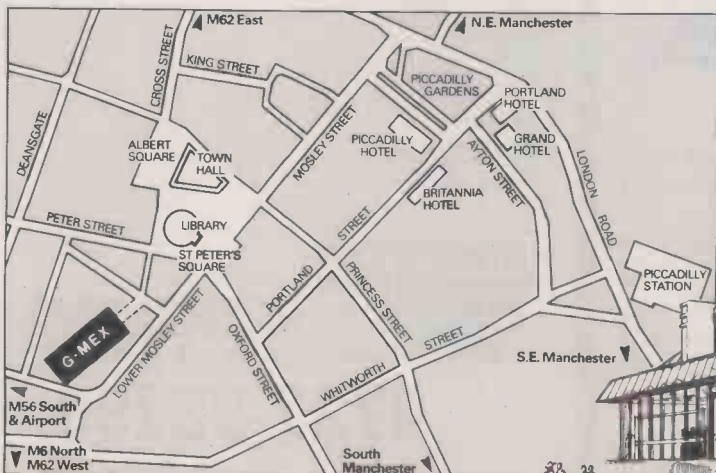 M62 East
N.E. Manchester
CROSS STREET
KING STREET
PICCADILLY
GARDENS
PORTLAND
HOTEL
DEANSGATE
ALBERT
SQUARE
TOWN
HALL
MOSLEY STREET
PICCADILLY
HOTEL
AYTON STREET
GRAND
HOTEL
LONDON
ROAD
BRITANNIA
HOTEL
PETER STREET
LIBRARY
ST PETER'S
SQUARE
PORTLAND
STREET
PRINCESS STREET
PICCADILLY
STATION
G-MEX
LOWER MOSLEY STREET
OXFORD STREET
WHITWORTH
STREET
S.E. Manchester
M56 South
& Airport
M6 North
M62 West
South
Manchester